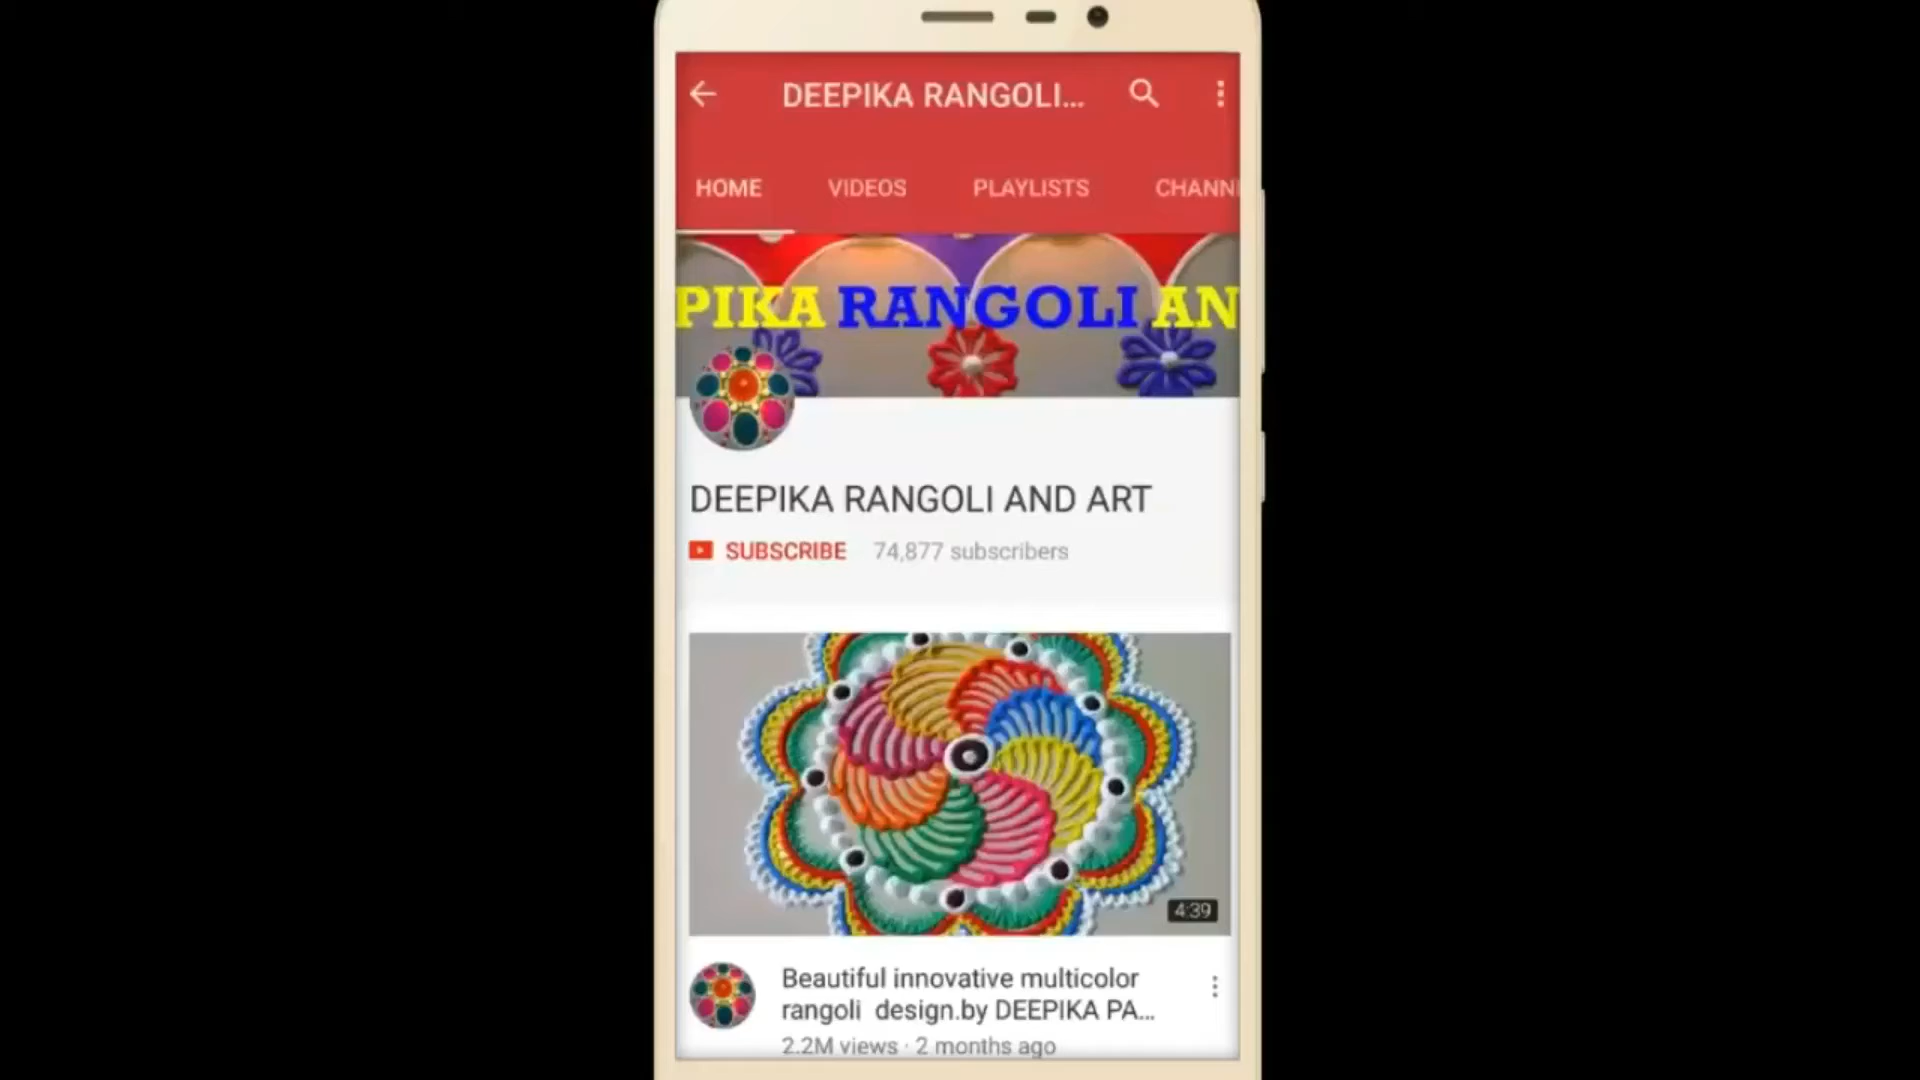 DEEPIKA RANGOLI...
HOME VIDEOS PLAYLISTS CHANN
PIKA RANGOLI AN
DEEPIKA RANGOLI AND ART
SUBSCRIBE 74,877 subscribers
4:39
Beautiful innovative multicolor
rangoli design.by DEEPIKA PA...
2.2M views · 2 months ago